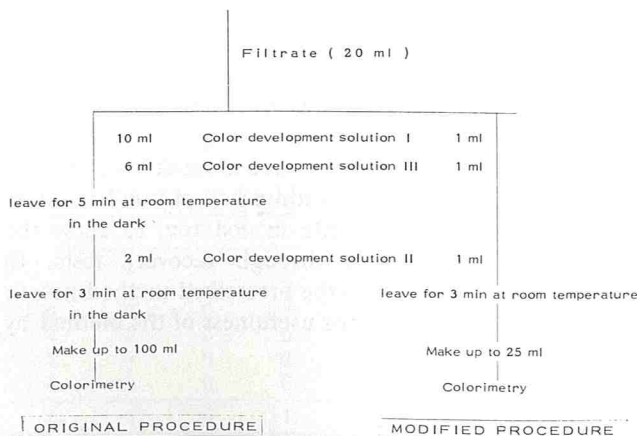 Filtrate ( 20 ml )
10 ml Color development solution I 1 ml
6 ml Color development solution III 1 ml
leave for 5 min at room temperature
in the dark
2 ml Color development solution II 1 ml
leave for 3 min at room temperature leave for 3 min at room temperature
in the dark
Make up to 100 ml Make up to 25 ml
Colorimetry Colorimetry
ORIGINAL PROCEDURE MODIFIED PROCEDURE